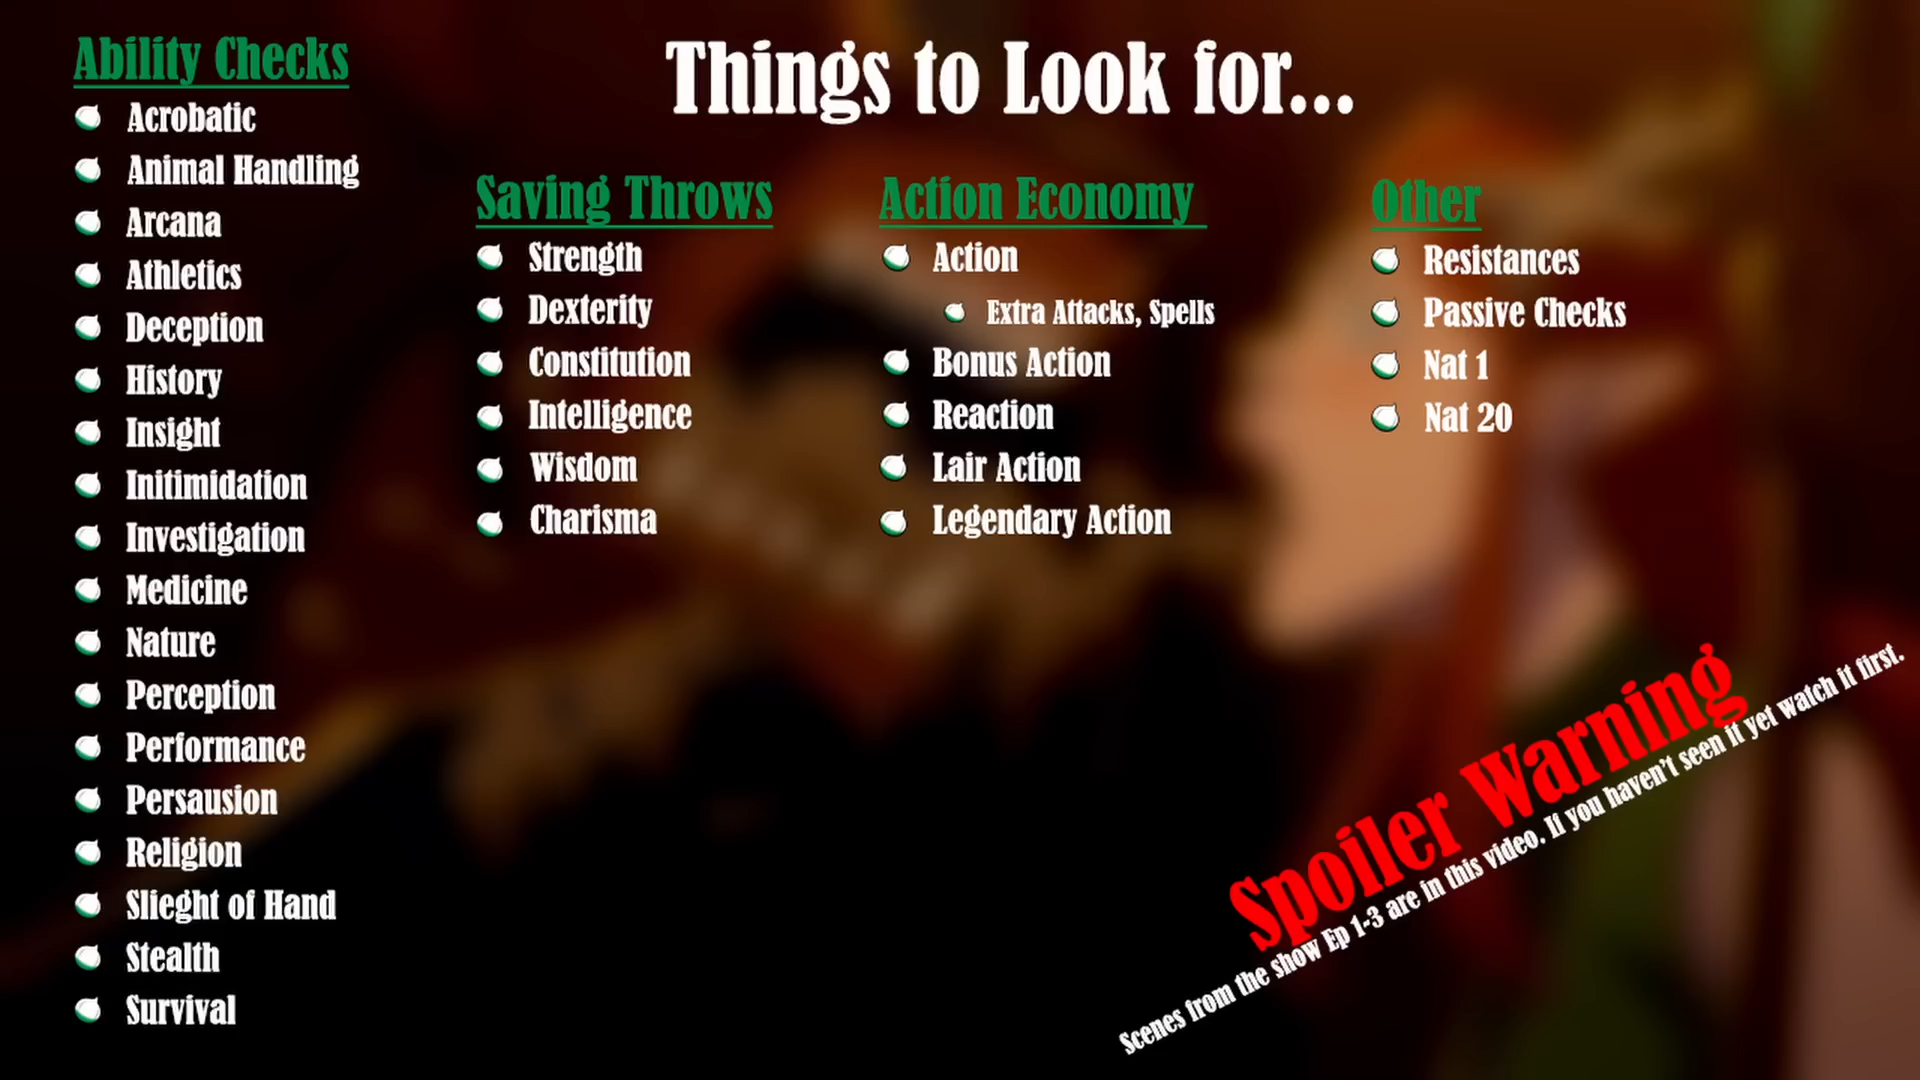 Things to Look for...
Ability Checks
Acrobatic
Animal Handling
Arcana
Athletics
Deception
History
Insight
Initimidation
Investigation
Medicine
Nature
Perception
Performance
Persausion
Religion
Slieght of Hand
Stealth
Survival
Saving Throws
Strength
Dexterity
Constitution
Intelligence
Wisdom
Charisma
Action Economy
Action
Extra Attacks, Spells
Bonus Action
Reaction
Lair Action
Legendary Action
Other
Resistances
Passive Checks
Nat 1
Nat 20
Spoiler Warning
Scenes from the show Ep 1-3 are in this video. If you haven't seen it yet watch it first.